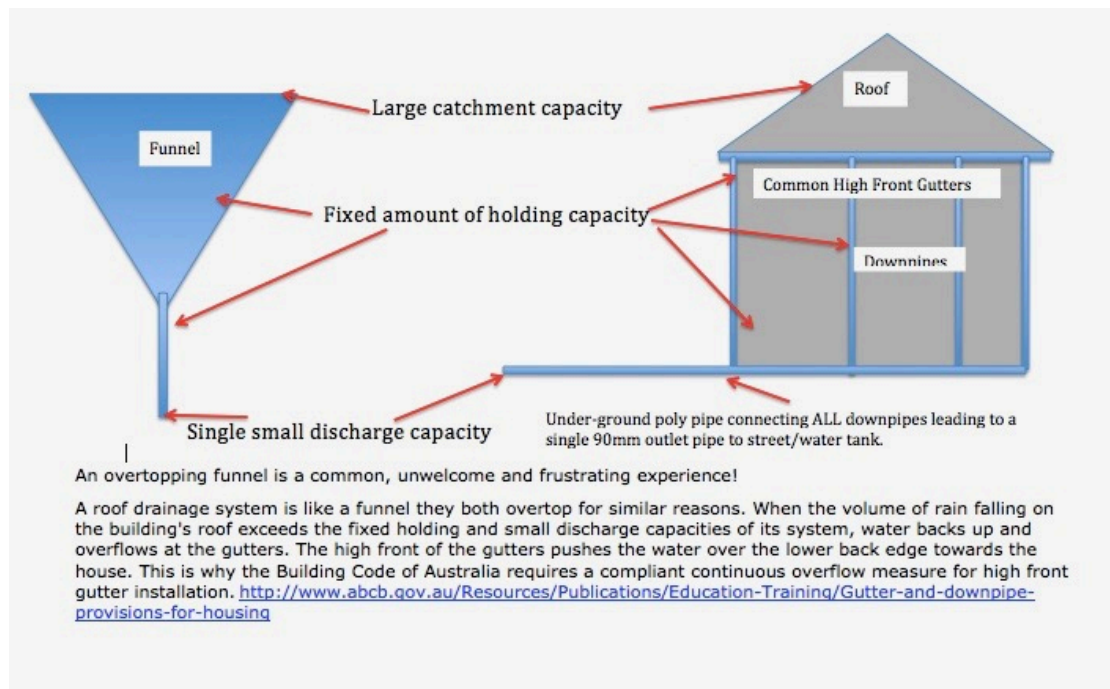 Roof
Large catchment capacity
Funnel
Common High Front Gutters
Fixed amount of holding capacity
Downpipes
Under-ground poly pipe connecting ALL downpipes leading to a
single 90mm outlet pipe to street/water tank.
Single small discharge capacity
An overtopping funnel is a common, unwelcome and frustrating experience!
A roof drainage system is like a funnel they both overtop for similar reasons. When the volume of rain falling on
the building's roof exceeds the fixed holding and small discharge capacities of its system, water backs up and
overflows at the gutters. The high front of the gutters pushes the water over the lower back edge towards the
house. This is why the Building Code of Australia requires a compliant continuous overflow measure for high front
gutter installation. http://www.abcb.gov.au/Resources/Publications/Education-Training/Gutter-and-downpipe-
provisions-for-housing